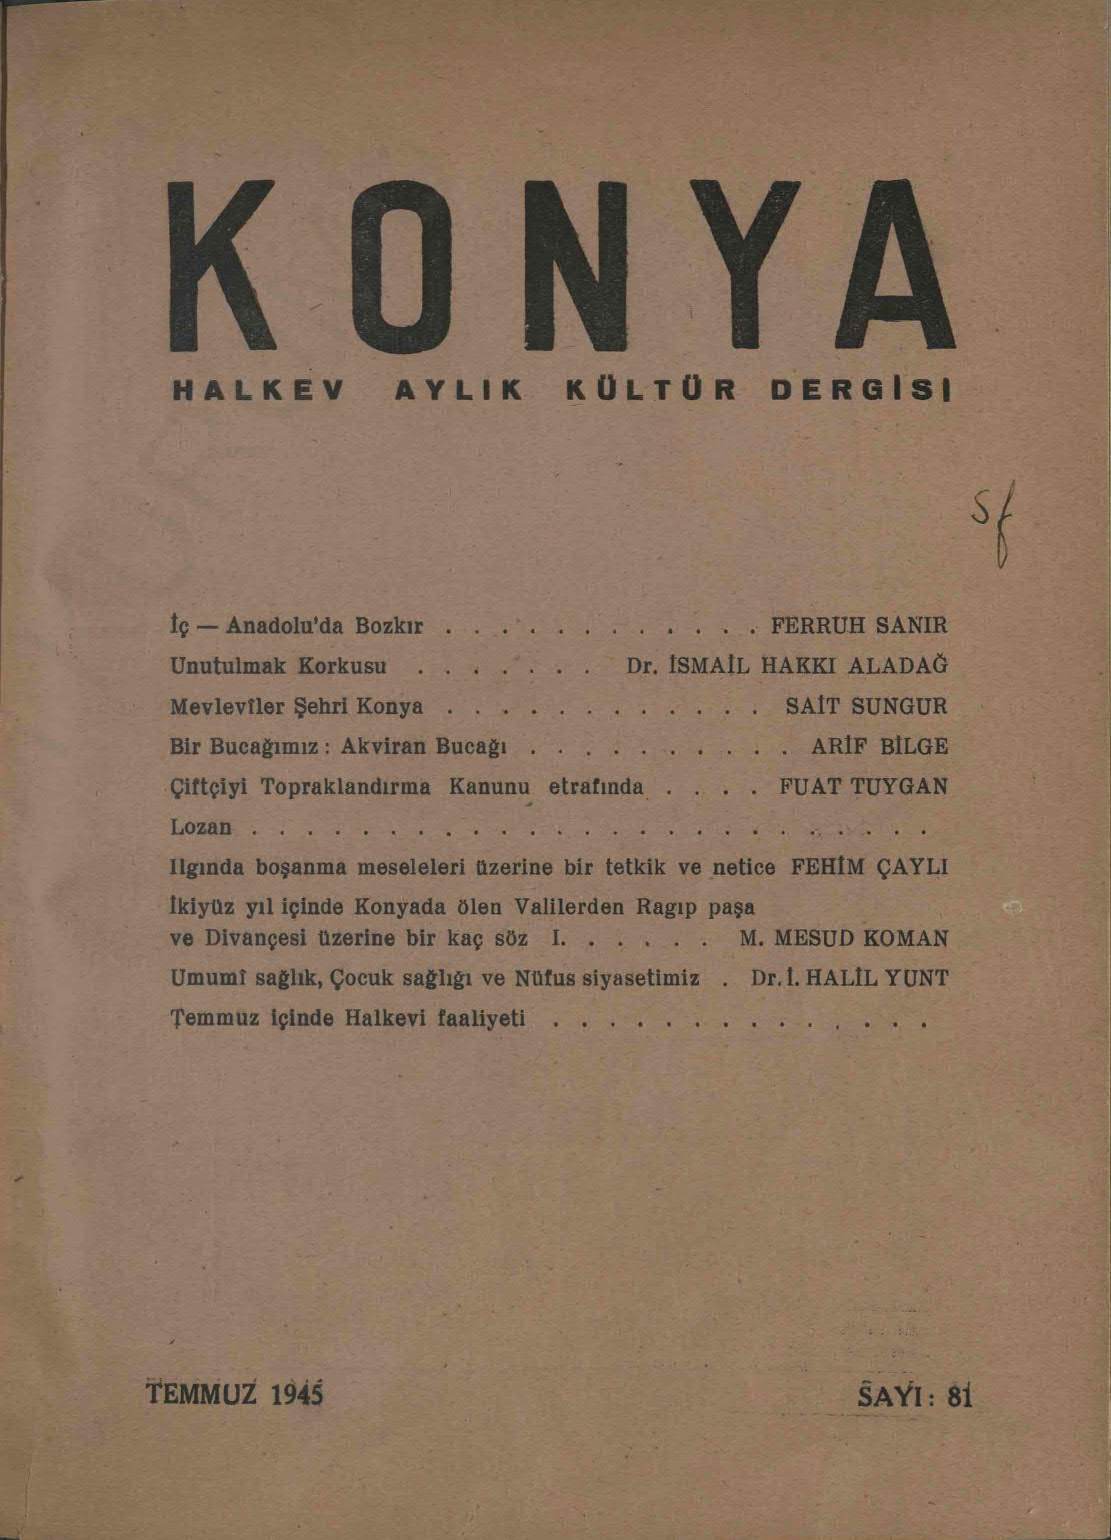 KONYA
HALKEV AYLIK KÜLTÜR DERGİSİ
sf
İç — Anadolu'da Bozkır . . . . . . . . . . . . FERRUH SANIR
Unutulmak Korkusu . . . . . . . Dr. İSMAİL HAKKI ALADAĞ
Mevlevîler Şehri Konya . . . . . . . . . . . . SAİT SUNGUR
Bir Bucağımız : Akviran Bucağı . . . . . . . . . . ARİF BİLGE
Çiftçiyi Topraklandırma Kanunu etrafında . . . . FUAT TUYGAN
Lozan . . . . . . . . . . . . . . . . . . . . . . . . .
Ilgında boşanma meseleleri üzerine bir tetkik ve netice FEHİM ÇAYLI
İkiyüz yıl içinde Konyada ölen Valilerden Ragıp paşa
ve Divançesi üzerine bir kaç söz I. . . . . . M. MESUD KOMAN
Umumî sağlık, Çocuk sağlığı ve Nüfus siyasetimiz . Dr. İ. HALİL YUNT
Temmuz içinde Halkevi faaliyeti . . . . . . . . . . . . . .
TEMMUZ 1945
SAYI: 81